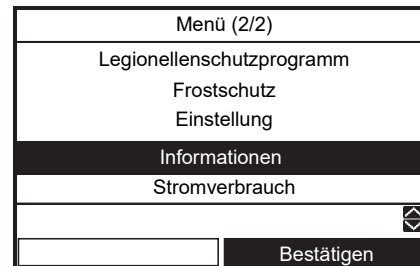 Menü (2/2)
Legionellenschutzprogramm
Frostschutz
Einstellung
Informationen
Stromverbrauch
Bestätigen